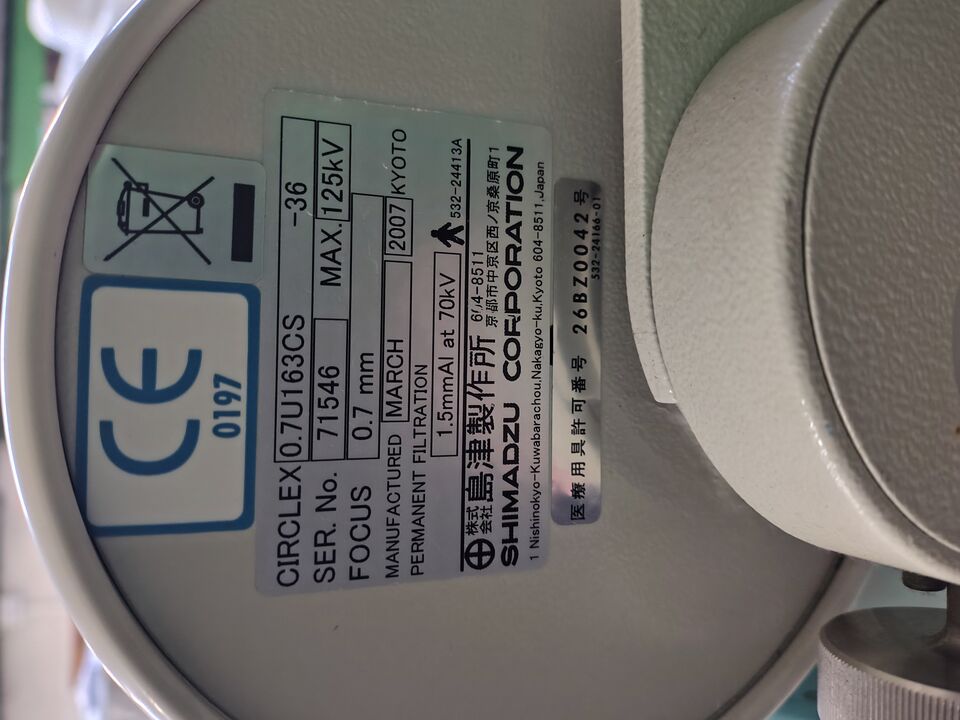 CE
0197
CIRCLEX 0.7U163CS -36
SER. No. 71546 MAX. 125kV
FOCUS 0.7 mm
MANUFACTURED MARCH 2007 KYOTO
PERMANENT FILTRATION
1.5mmAl at 70kV 532-24413A
株式会社 島津製作所 604-8511 京都市中京区西ノ京桑原町1
SHIMADZU CORPORATION
1 Nishinokyo-Kuwabarachou,Nakagyo-ku,Kyoto 604-8511,Japan
医療用具許可番号 26BZ0042号
532-24166-01